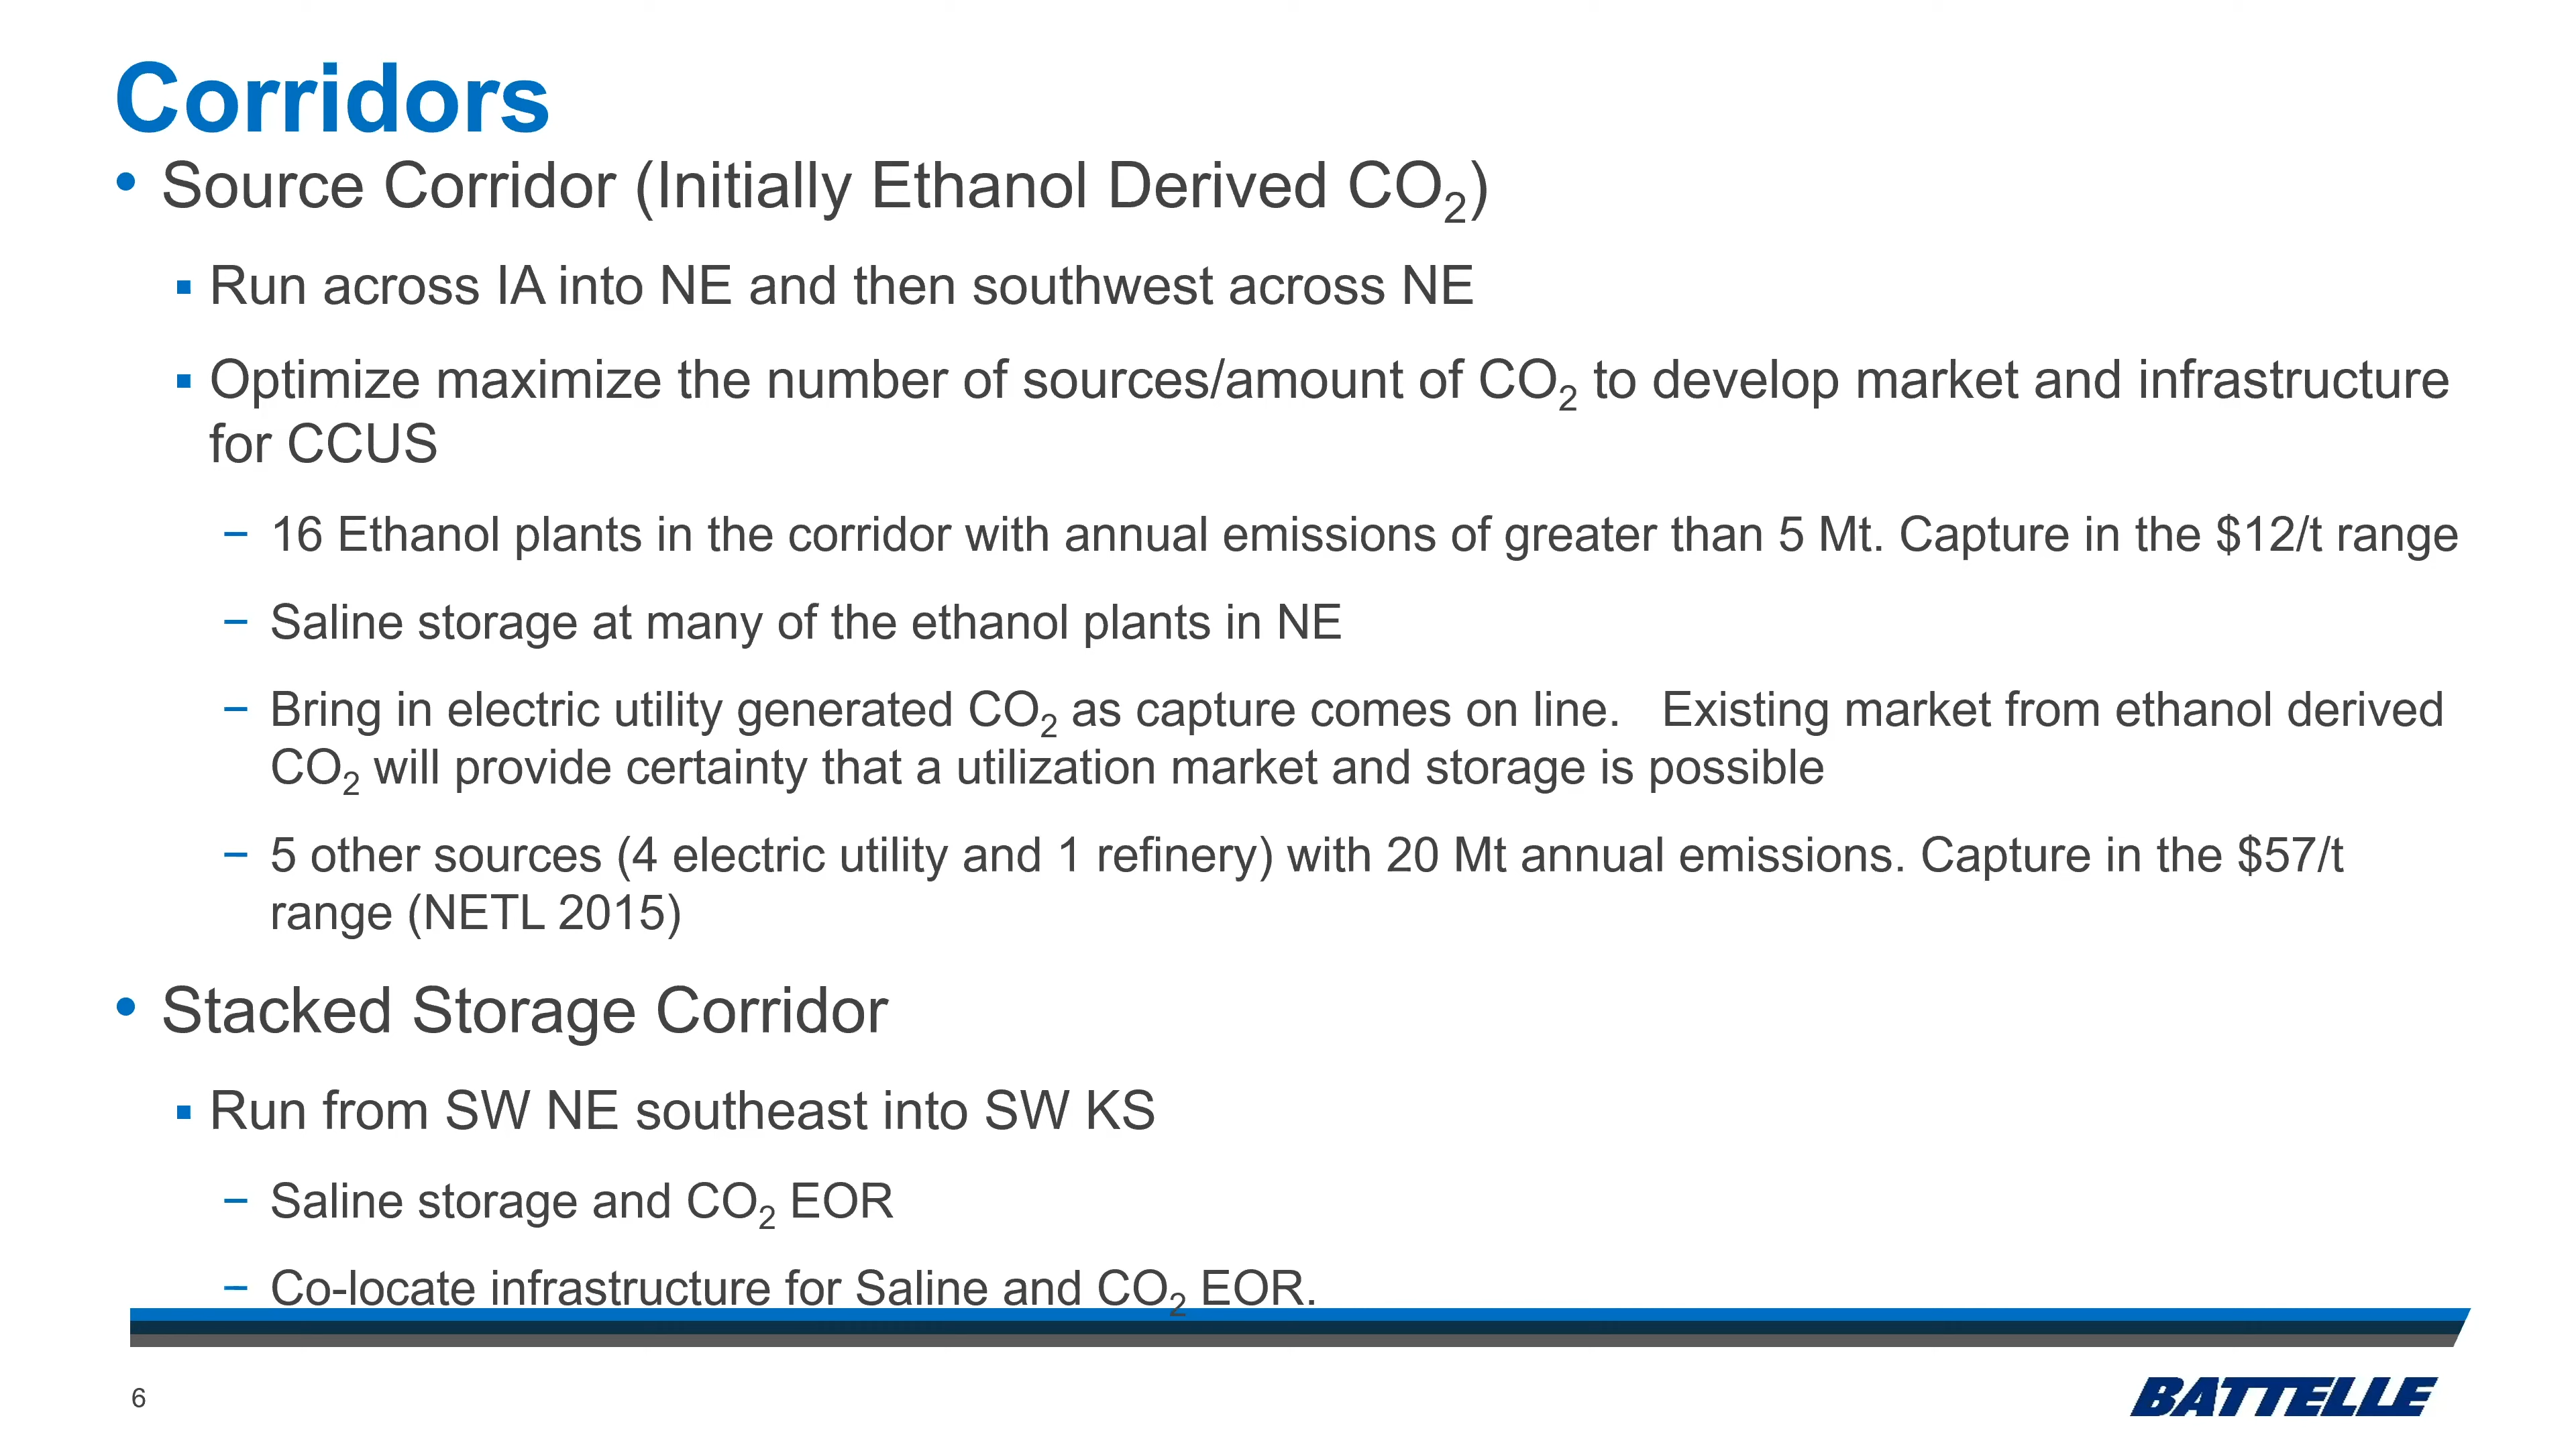 Corridors
• Source Corridor (Initially Ethanol Derived CO₂)
▪ Run across IA into NE and then southwest across NE
▪ Optimize maximize the number of sources/amount of CO₂ to develop market and infrastructure
for CCUS
− 16 Ethanol plants in the corridor with annual emissions of greater than 5 Mt. Capture in the $12/t range
− Saline storage at many of the ethanol plants in NE
− Bring in electric utility generated CO₂ as capture comes on line.   Existing market from ethanol derived
CO₂ will provide certainty that a utilization market and storage is possible
− 5 other sources (4 electric utility and 1 refinery) with 20 Mt annual emissions. Capture in the $57/t
range (NETL 2015)
• Stacked Storage Corridor
▪ Run from SW NE southeast into SW KS
− Saline storage and CO₂ EOR
− Co-locate infrastructure for Saline and CO₂ EOR.
6
BATTELLE